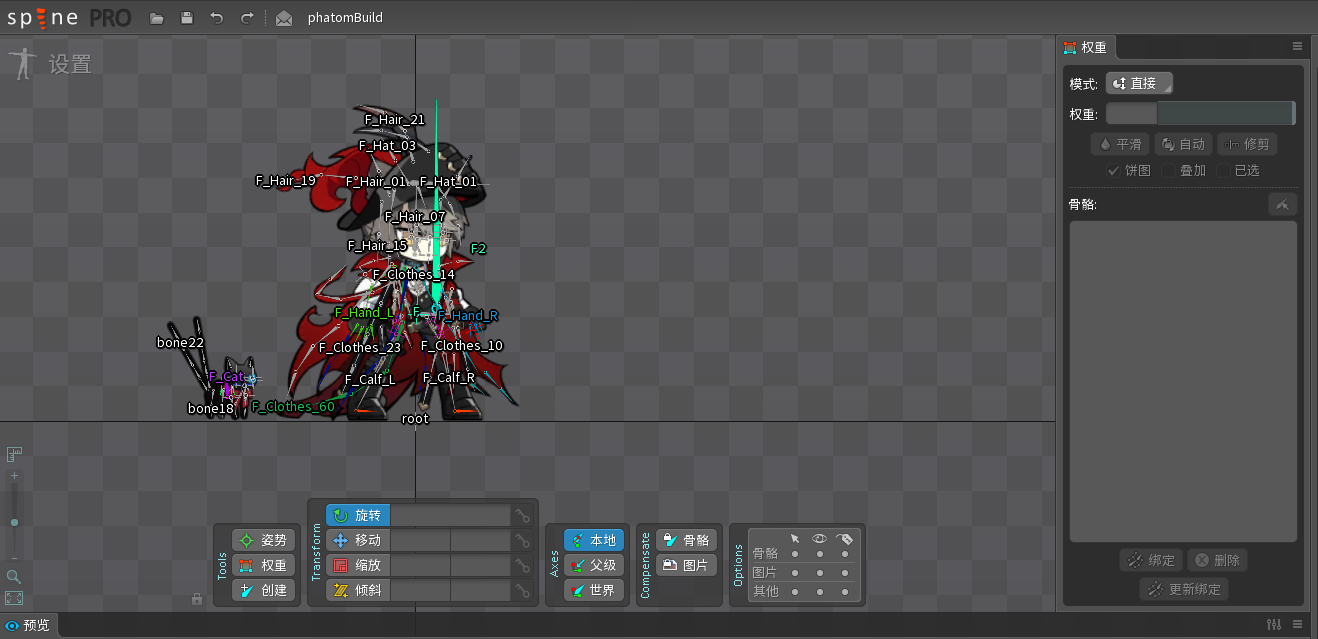 spine PRO
phatomBuild
设置
F_Hair_21
F_Hat_03
F_Hair_19
F_Hair_01
F_Hat_01
F_Hair_07
F_Hair_15
F2
F_Clothes_14
F_Hand_L
F_Hand_R
bone22
F_Clothes_23
F_Clothes_10
F_Cat
F_Calf_L
F_Calf_R
bone18
F_Clothes_60
root
权重
模式:
直接
权重:
平滑
自动
修剪
饼图
叠加
已选
骨骼:
绑定
删除
更新绑定
Tools
姿势
权重
创建
Transform
旋转
移动
缩放
倾斜
Axes
本地
父级
世界
Compensate
骨骼
图片
Options
骨骼
图片
其他
预览